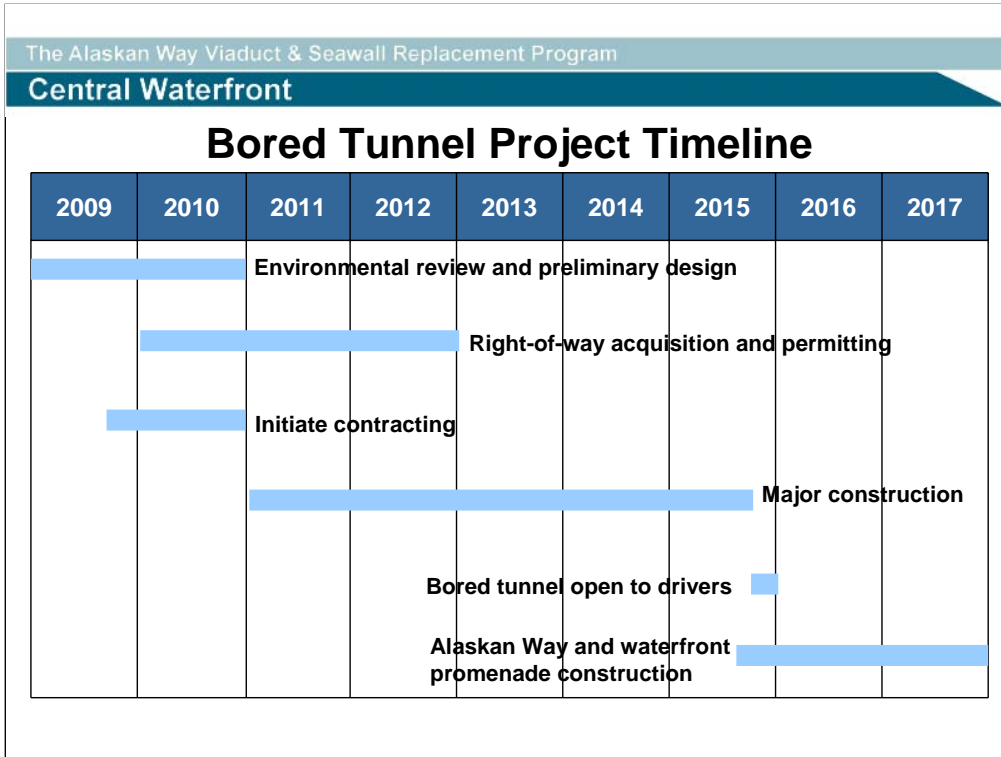 The Alaskan Way Viaduct & Seawall Replacement Program
Central Waterfront
Bored Tunnel Project Timeline
2009 2010 2011 2012 2013 2014 2015 2016 2017
Environmental review and preliminary design
Right-of-way acquisition and permitting
Initiate contracting
Major construction
Bored tunnel open to drivers
Alaskan Way and waterfront
promenade construction